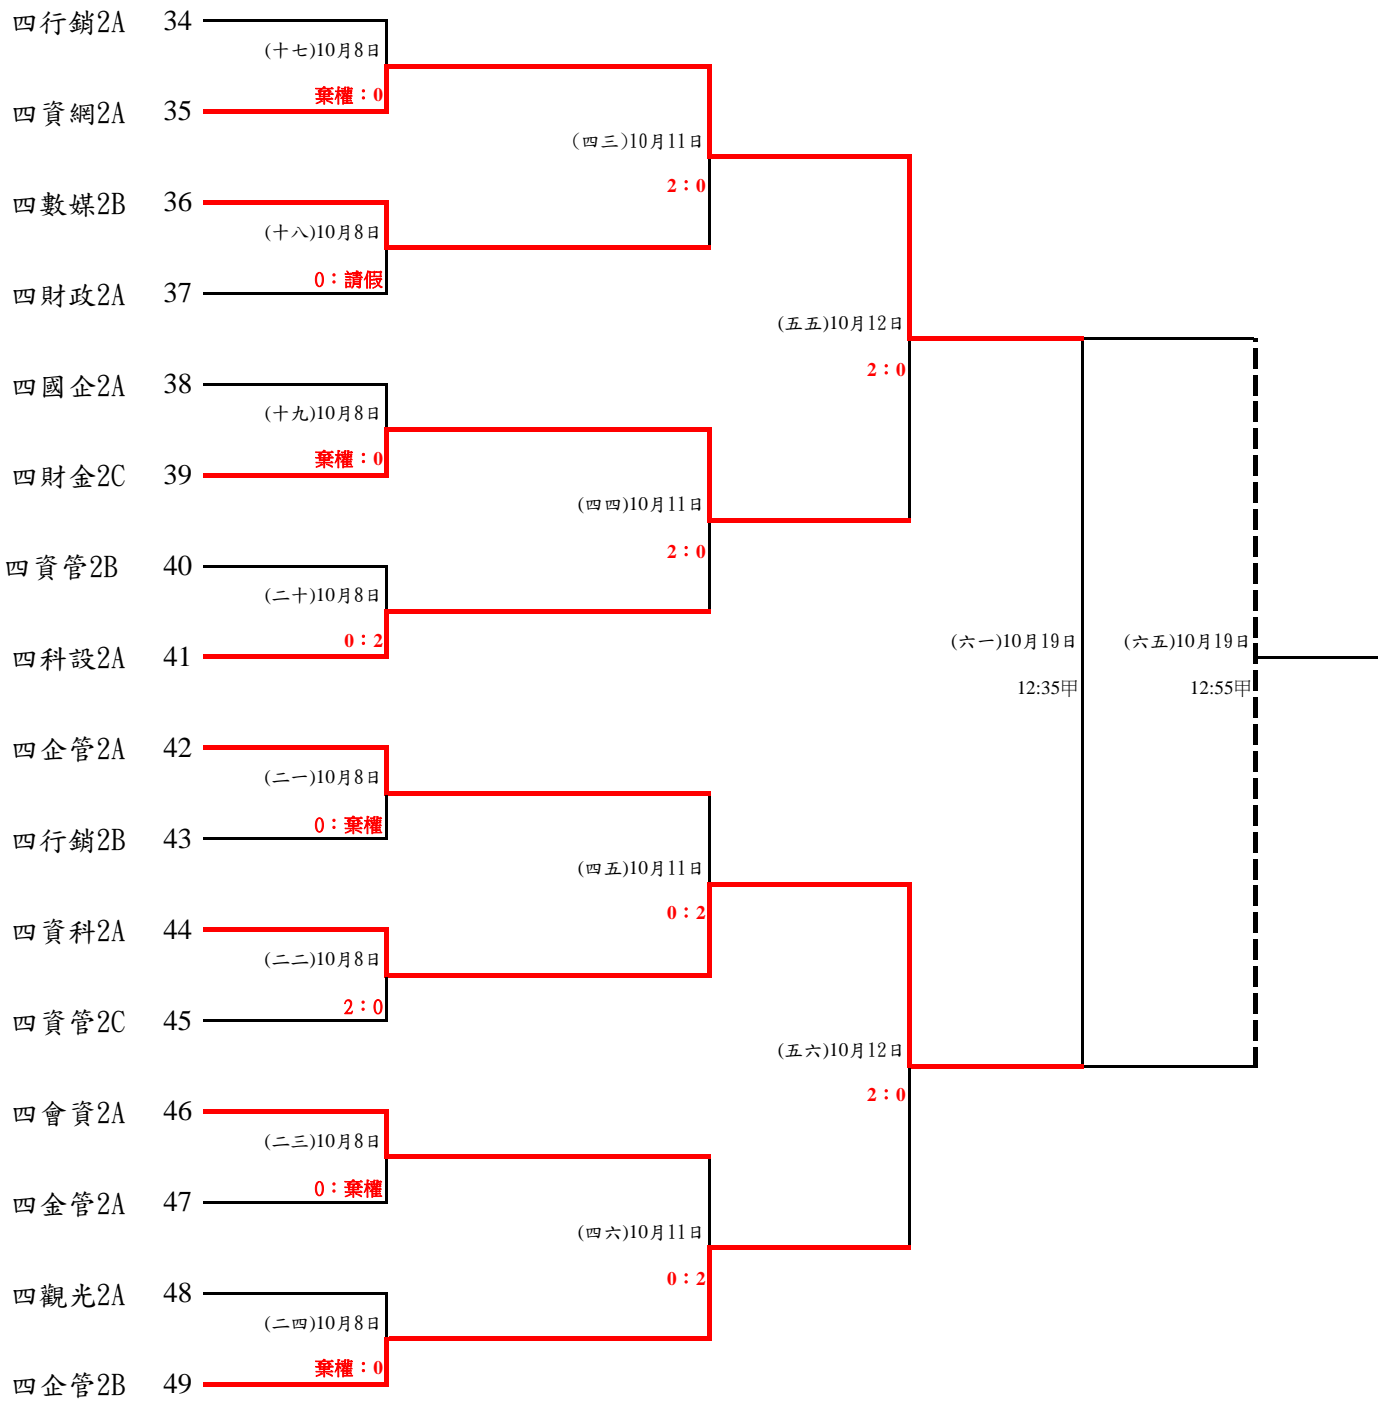 四行銷2A 34
(十七)10月8日
棄權：0
四資網2A 35
(四三)10月11日
2：0
四數媒2B 36
(十八)10月8日
0：請假
四財政2A 37
(五五)10月12日
2：0
四國企2A 38
(十九)10月8日
棄權：0
四財金2C 39
(四四)10月11日
2：0
四資管2B 40
(二十)10月8日
0：2
四科設2A 41
(六一)10月19日
12:35甲
(六五)10月19日
12:55甲
四企管2A 42
(二一)10月8日
0：棄權
四行銷2B 43
(四五)10月11日
0：2
四資科2A 44
(二二)10月8日
2：0
四資管2C 45
(五六)10月12日
2：0
四會資2A 46
(二三)10月8日
0：棄權
四金管2A 47
(四六)10月11日
0：2
四觀光2A 48
(二四)10月8日
棄權：0
四企管2B 49